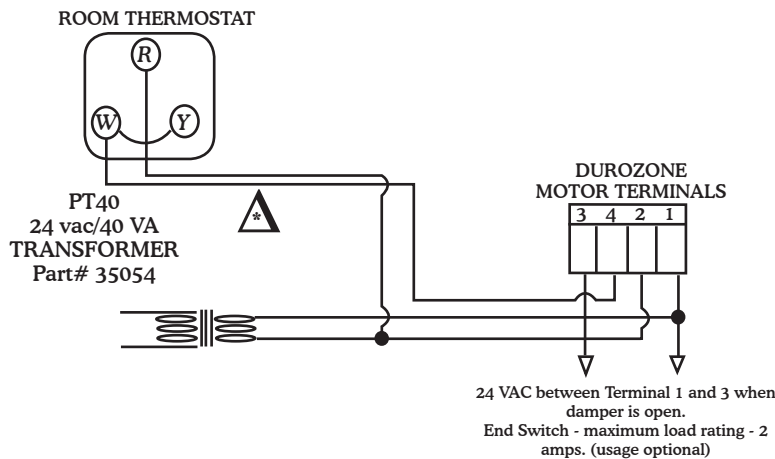 ROOM THERMOSTAT
R
W
Y
PT40
24 vac/40 VA
TRANSFORMER
Part# 35054
*
DUROZONE
MOTOR TERMINALS
3 4 2 1
24 VAC between Terminal 1 and 3 when
damper is open.
End Switch - maximum load rating - 2
amps. (usage optional)